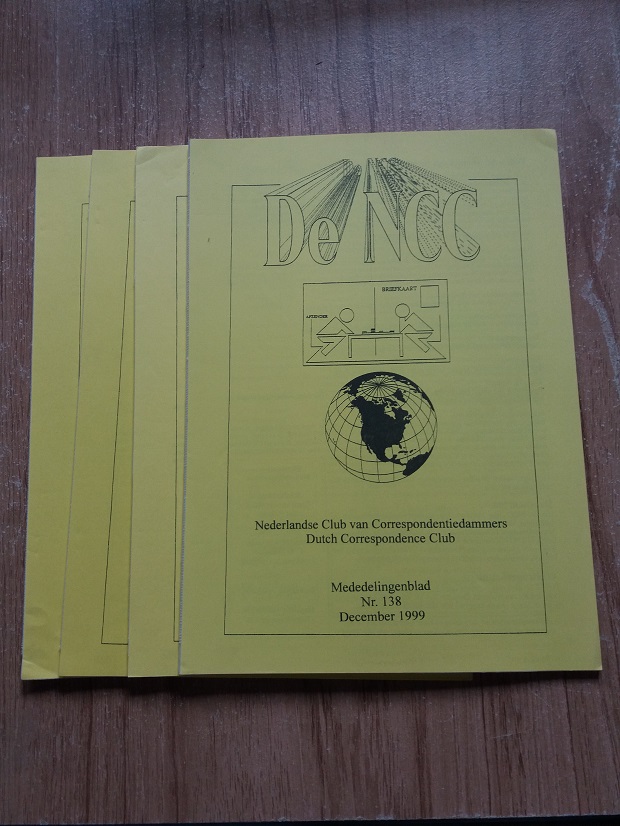 De NCC
BRIEFKAART
AFZENDER
Nederlandse Club van Correspondentiedammers
Dutch Correspondence Club
Mededelingenblad
Nr. 138
December 1999